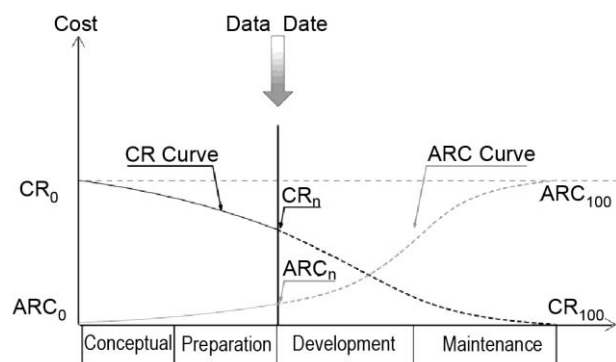 Cost
Data Date
CR Curve
ARC Curve
CR₀
CRₙ
ARC₁₀₀
ARCₙ
ARC₀
CR₁₀₀
Conceptual
Preparation
Development
Maintenance